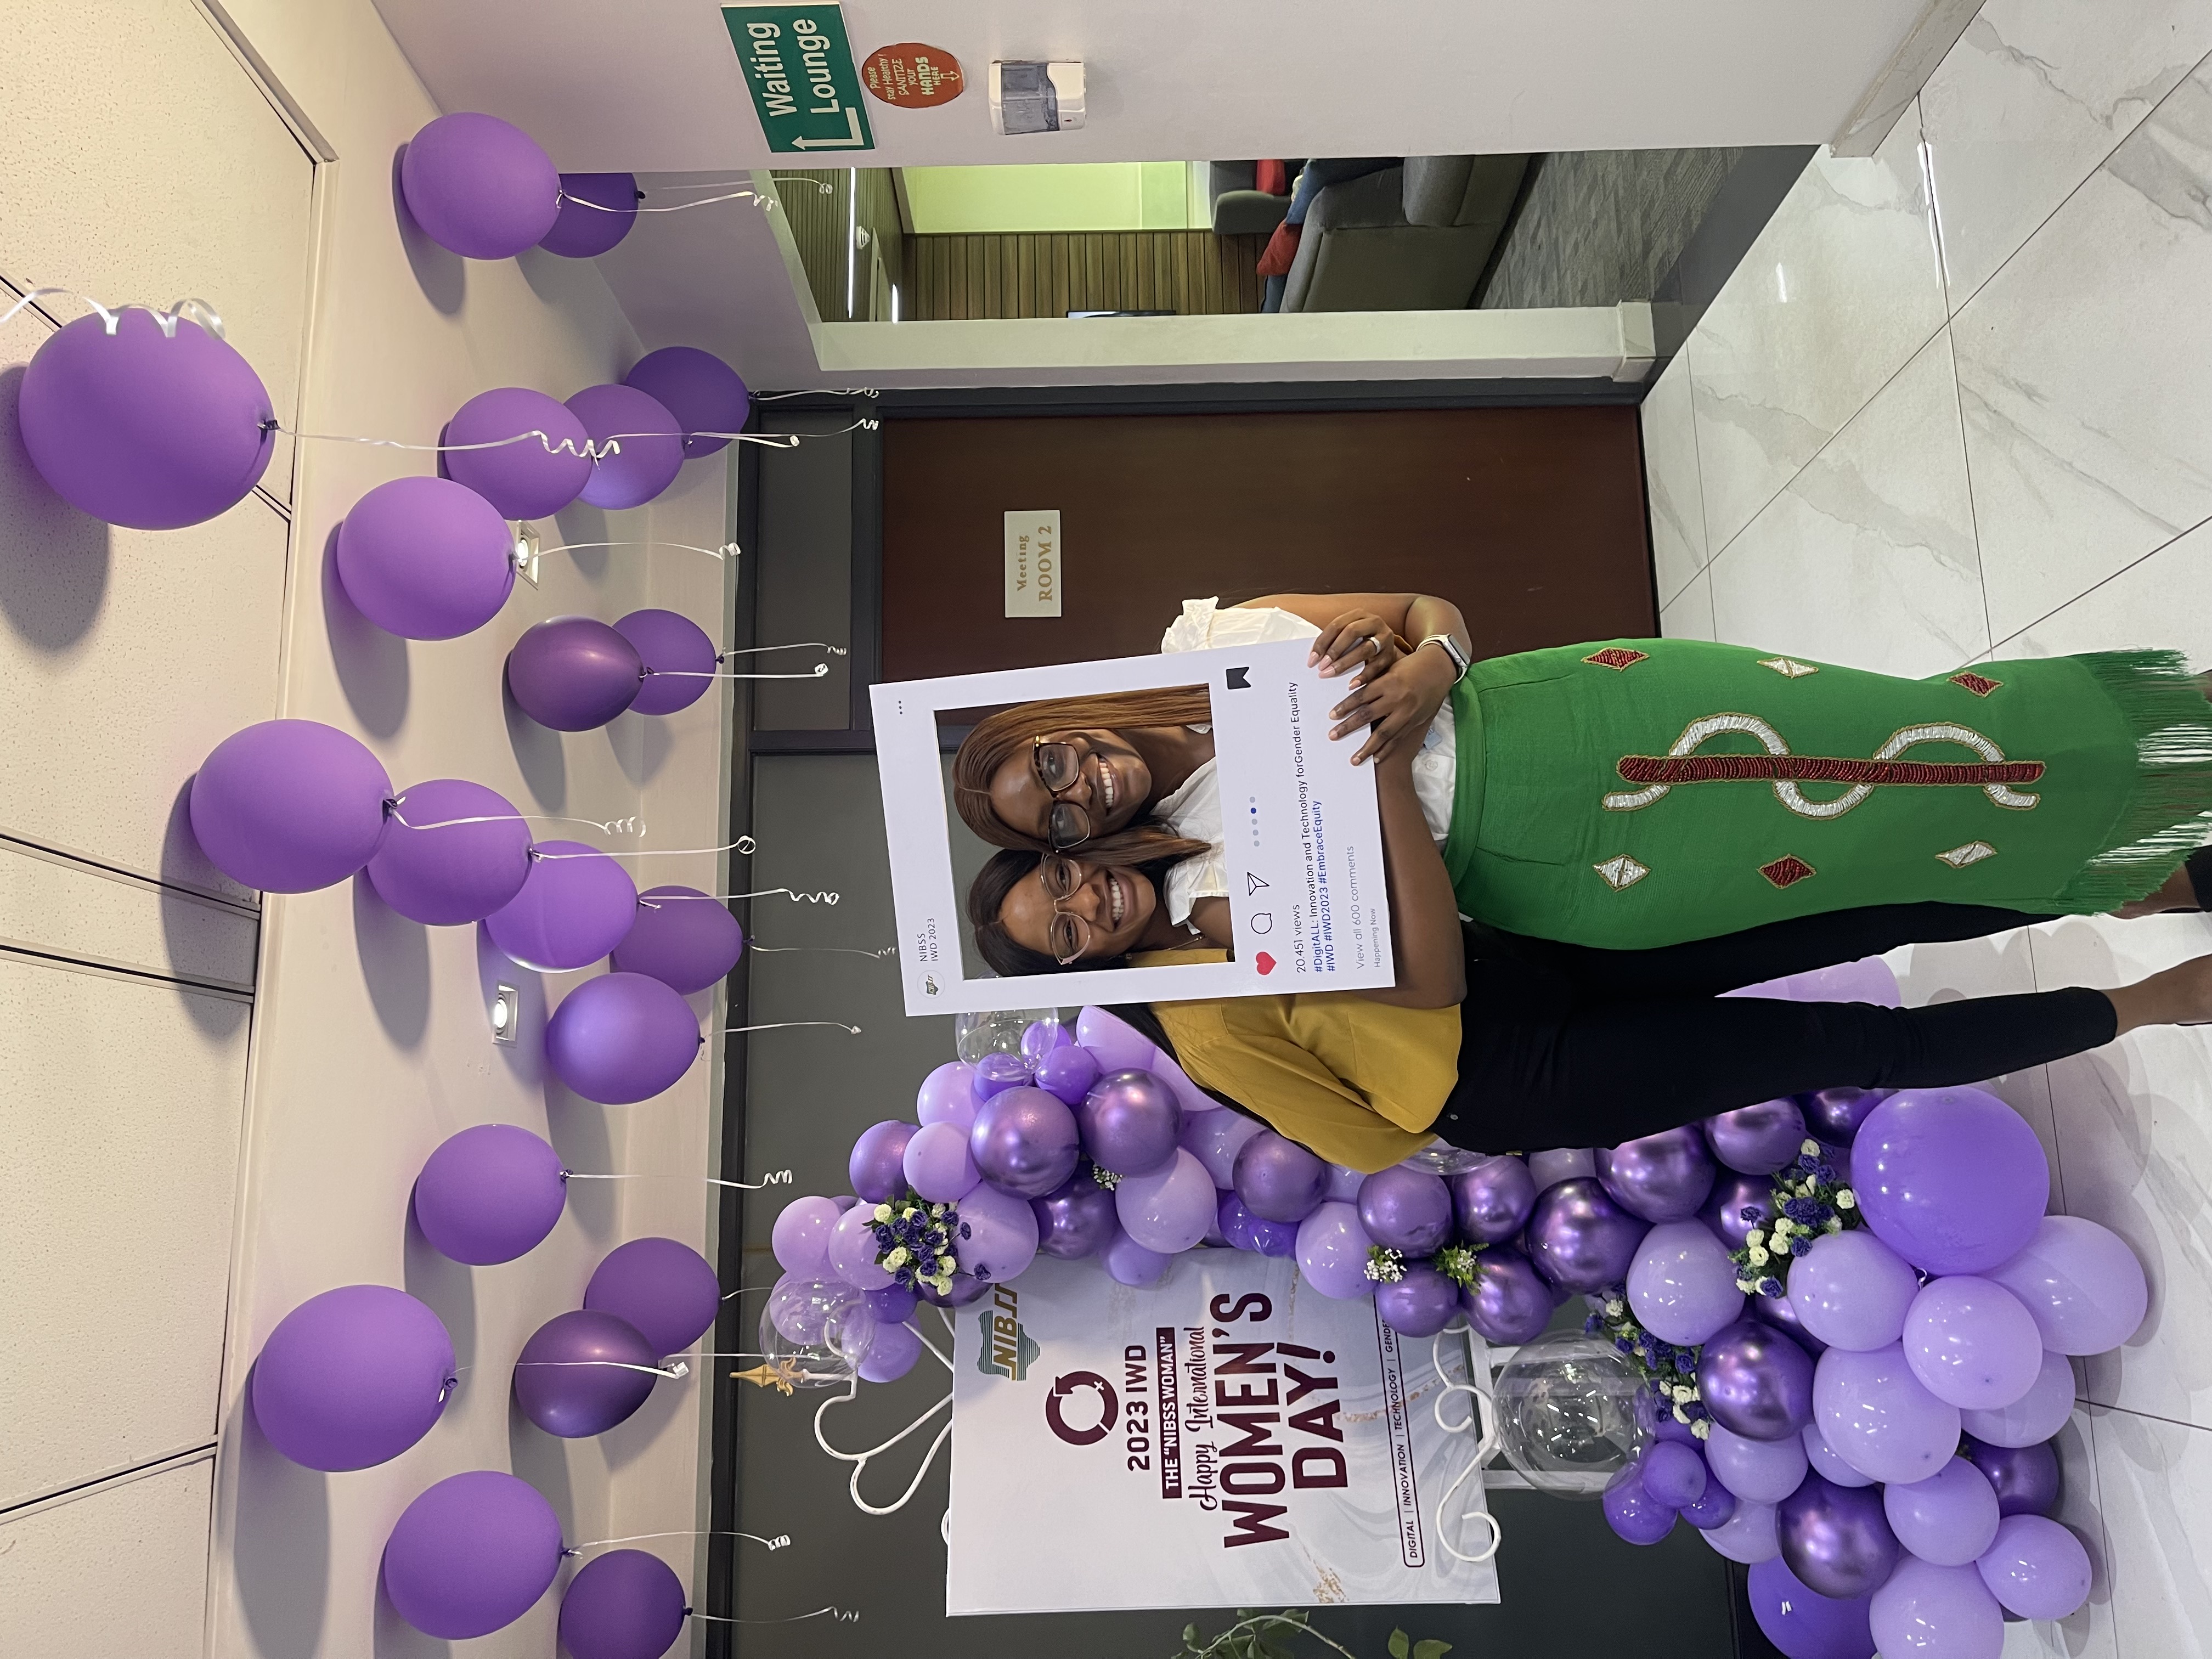 NIBSS
2023 IWD
THE "NIBSS WOMAN"
Happy International
WOMEN'S
DAY!
DIGITAL | INNOVATION | TECHNOLOGY | GENDE
NIBSS
IWD 2023
20.451 views
#DigitALL: Innovation and Technology forGender Equality
#IWD #IWD2023 #EmbraceEquity
View all 600 comments
Happening Now
Meeting
ROOM 2
Waiting
Lounge
Please
stay Healthy!
SANITIZE
your
HANDS
HERE